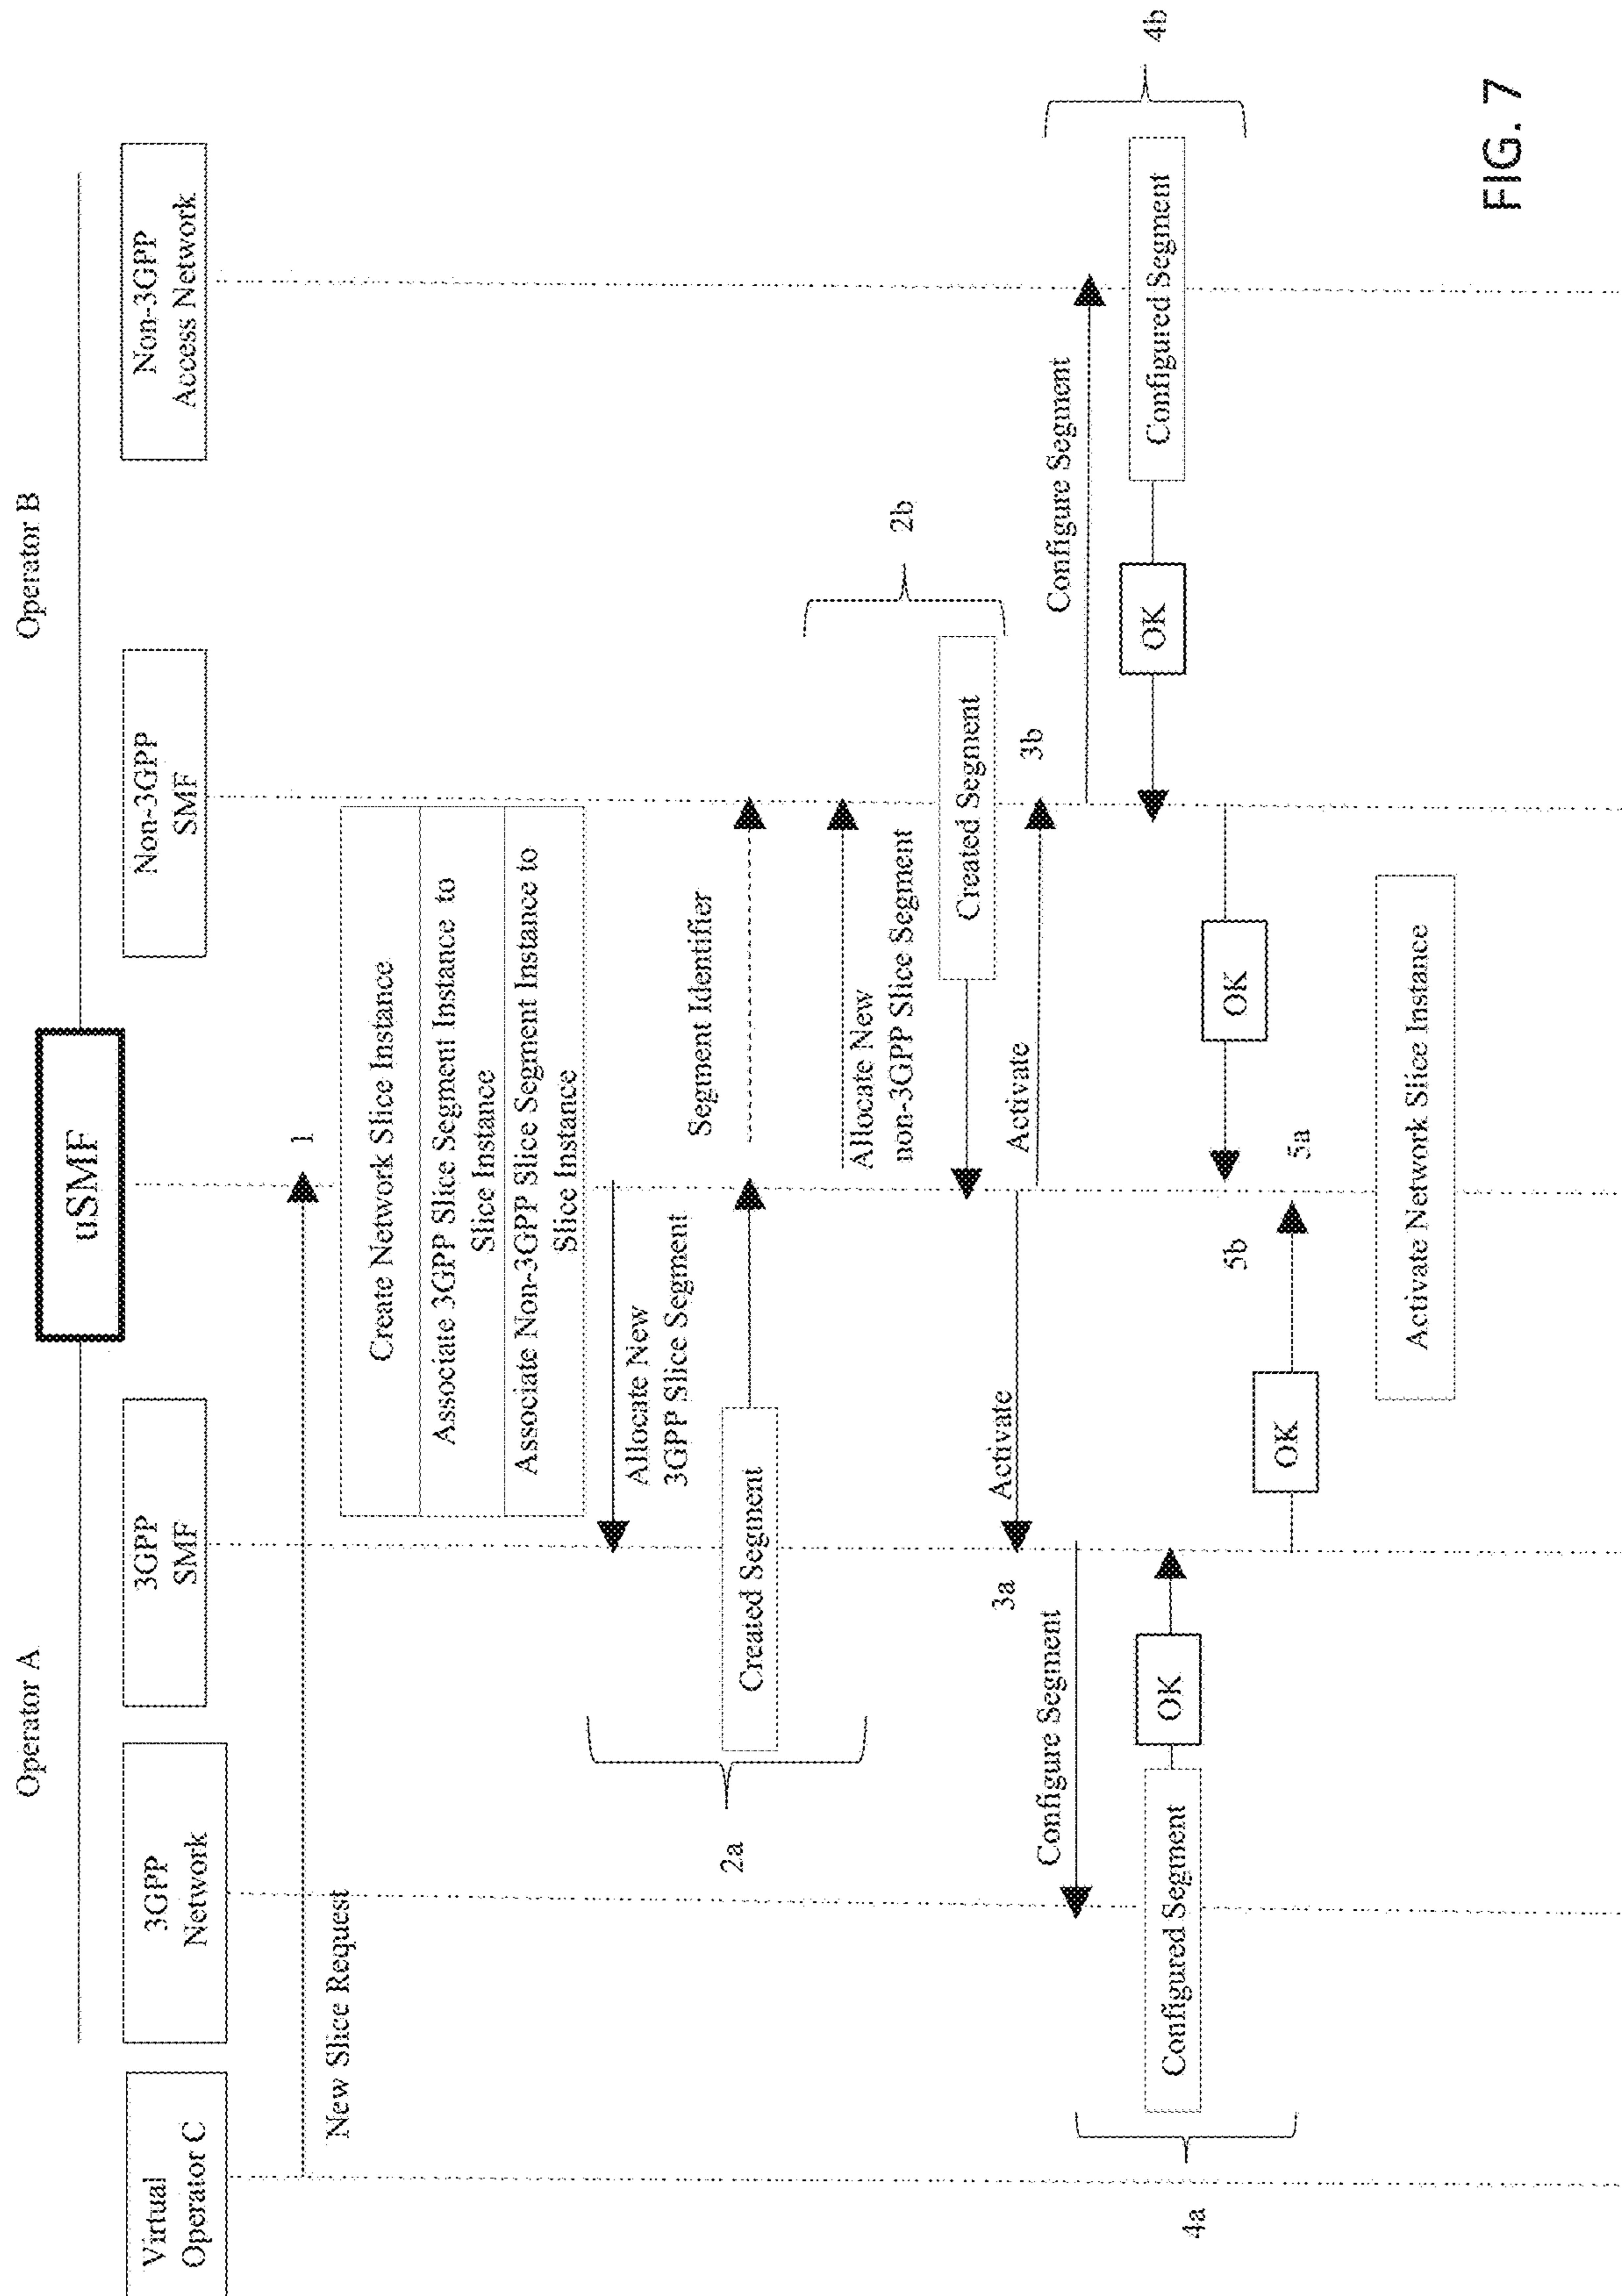 Operator A
Operator B
uSMF
Virtual
Operator C
3GPP
Network
3GPP
SMF
Non-3GPP
SMF
Non-3GPP
Access Network
1
New Slice Request
Create Network Slice Instance
Associate 3GPP Slice Segment Instance to
Slice Instance
Associate Non-3GPP Slice Segment Instance to
Slice Instance
Allocate New
3GPP Slice Segment
2a
Created Segment
Segment Identifier
Allocate New
non-3GPP Slice Segment
2b
Created Segment
Activate
3a
Activate
3b
Configure Segment
Configure Segment
4a
Configured Segment
OK
OK
Configured Segment
4b
OK
5b
OK
5a
Activate Network Slice Instance
FIG. 7